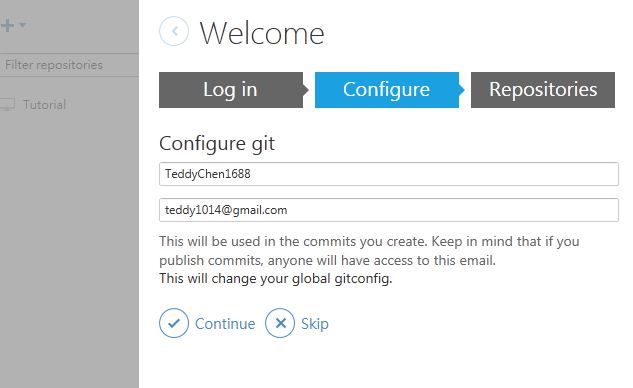 Welcome
Filter repositories
Log in
Configure
Repositories
Tutorial
Configure git
TeddyChen1688
teddy1014@gmail.com
This will be used in the commits you create. Keep in mind that if you
publish commits, anyone will have access to this email.
This will change your global gitconfig.
Continue
Skip